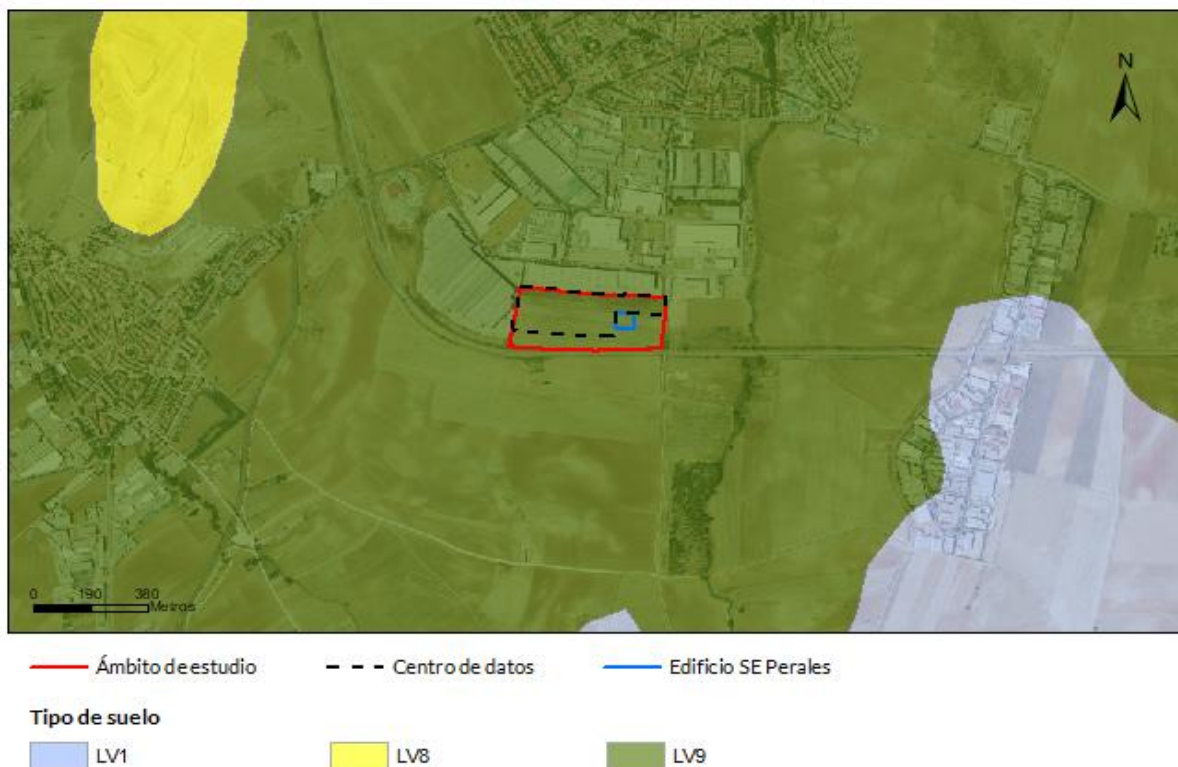 N
0 190 380
Metros
Ámbito de estudio
Centro de datos
Edificio SE Perales
Tipo de suelo
LV1
LV8
LV9